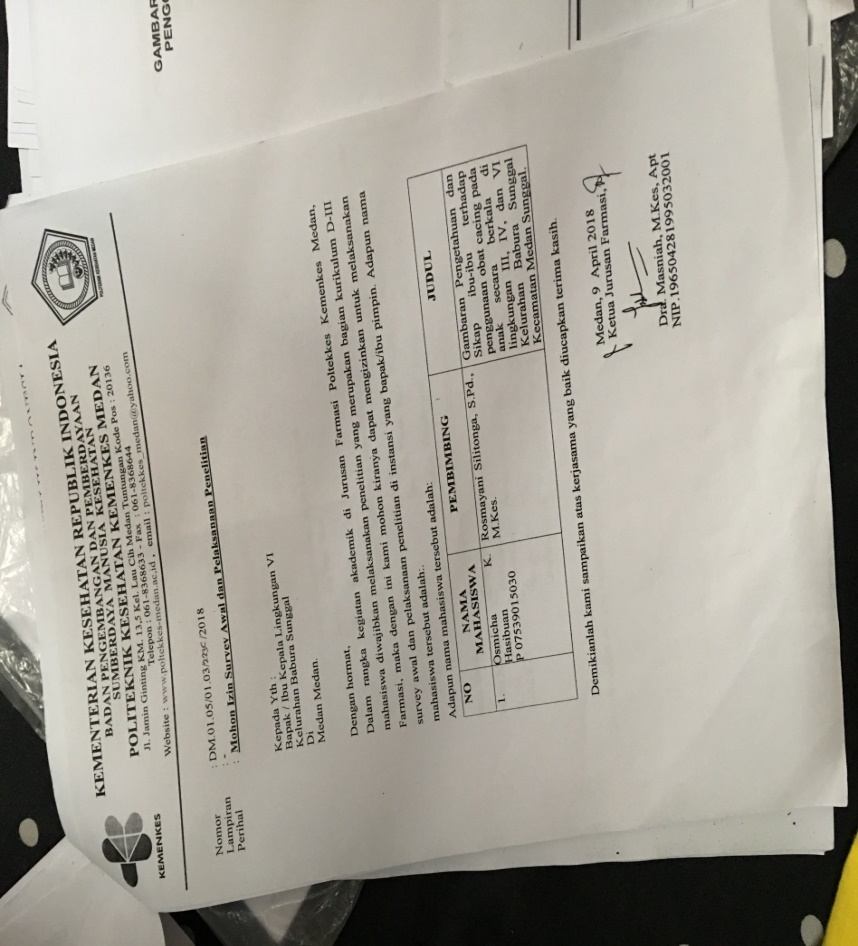 GAMBAR
PENGG
KEMENKES
KEMENTERIAN KESEHATAN REPUBLIK INDONESIA
BADAN PENGEMBANGAN DAN PEMBERDAYAAN
SUMBERDAYA MANUSIA KESEHATAN
POLITEKNIK KESEHATAN KEMENKES MEDAN
Jl. Jamin Ginting KM. 13,5 Kel. Lau Cih Medan Tuntungan Kode Pos : 20136
Telepon : 061-8368633 - Fax : 061-8368644
Website : www.poltekkes-medan.ac.id , email : poltekkes_medan@yahoo.com
Nomor : DM.01.05/01.03/ /2018
Lampiran : -
Perihal : Mohon Izin Survey Awal dan Pelaksanaan Penelitian
Kepada Yth :
Bapak / Ibu Kepala Lingkungan VI
Kelurahan Babura Sunggal
Di
Medan Medan.
Dengan hormat,
Dalam rangka kegiatan akademik di Jurusan Farmasi Poltekkes Kemenkes Medan,
mahasiswa diwajibkan melaksanakan penelitian yang merupakan bagian kurikulum D-III
Farmasi, maka dengan ini kami mohon kiranya dapat mengizinkan untuk melaksanakan
survey awal dan pelaksanaan penelitian di instansi yang bapak/ibu pimpin. Adapun nama
mahasiswa tersebut adalah:
Adapun nama mahasiswa tersebut adalah:
NO NAMA MAHASISWA PEMBIMBING JUDUL
1. Osmicha K. Hasibuan P 07539015030
Rosmayani Silitonga, S.Pd., M.Kes.
Gambaran Pengetahuan dan
Sikap ibu-ibu terhadap
penggunaan obat cacing pada
anak secara berkala di
lingkungan III, IV, dan VI
Kelurahan Babura Sunggal
Kecamatan Medan Sunggal.
Demikianlah kami sampaikan atas kerjasama yang baik diucapkan terima kasih.
Medan, 9 April 2018
Ketua Jurusan Farmasi,
Dra. Masniah, M.Kes, Apt
NIP.196504281995032001